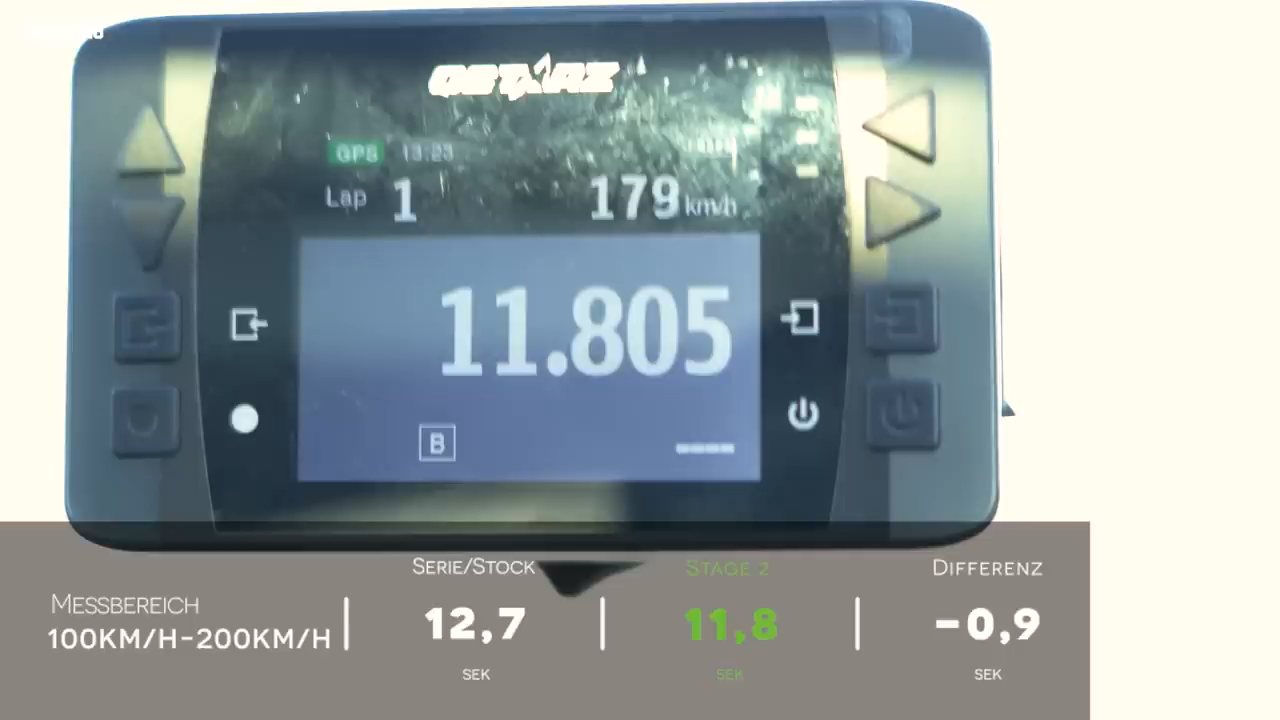 QSTARZ
GPS 13:23
Lap 1 179 km/h
11.805
B ----
SERIE/STOCK STAGE 2 DIFFERENZ
MESSBEREICH
100KM/H-200KM/H 12,7 11,8 -0,9
SEK SEK SEK